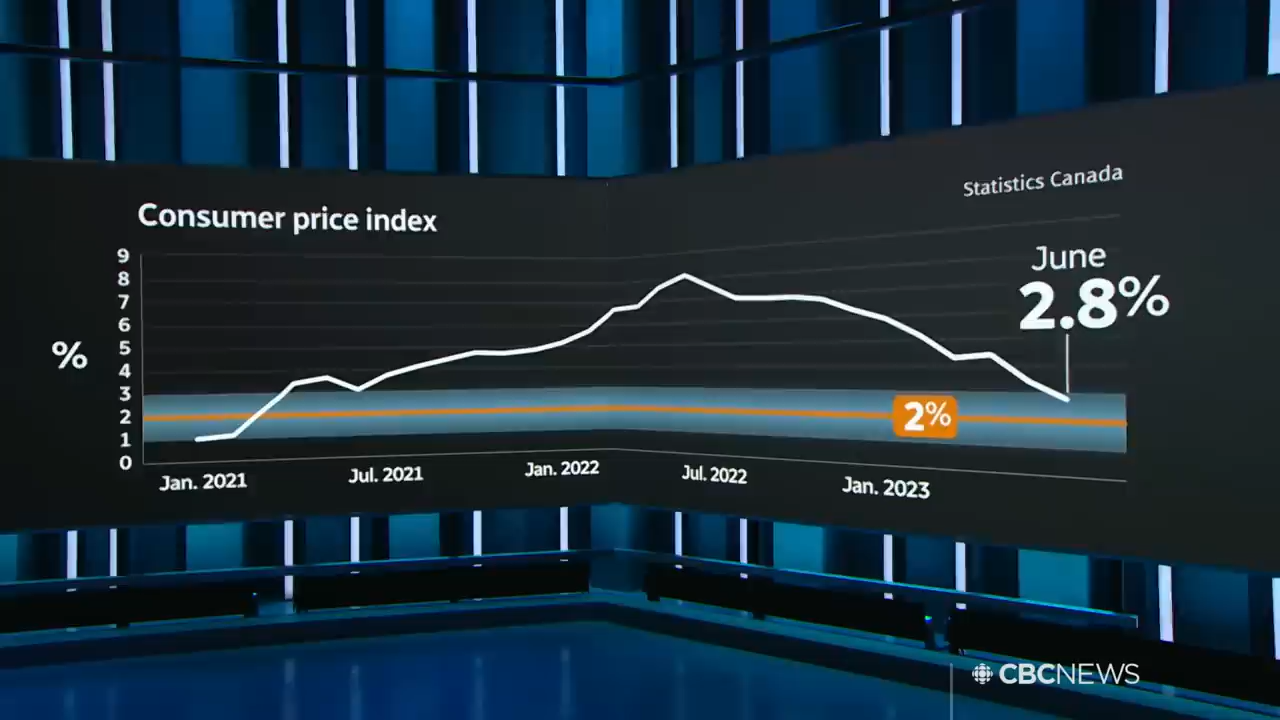 Statistics Canada
Consumer price index
June
2.8%
%
9
8
7
6
5
4
3
2
1
0
2%
Jan. 2021
Jul. 2021
Jan. 2022
Jul. 2022
Jan. 2023
CBCNEWS